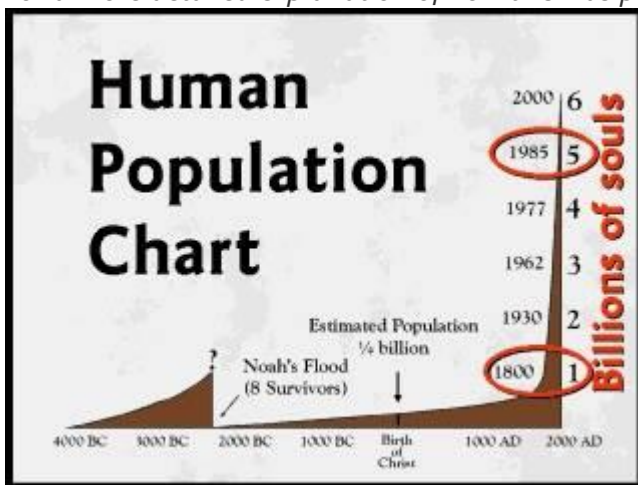 Human
Population
Chart
2000 6
1985 5
1977 4
1962 3
1930 2
1800 1
Billions of souls
Estimated Population
¼ billion
?
Noah's Flood
(8 Survivors)
4000 BC 3000 BC 2000 BC 1000 BC Birth of Christ 1000 AD 2000 AD